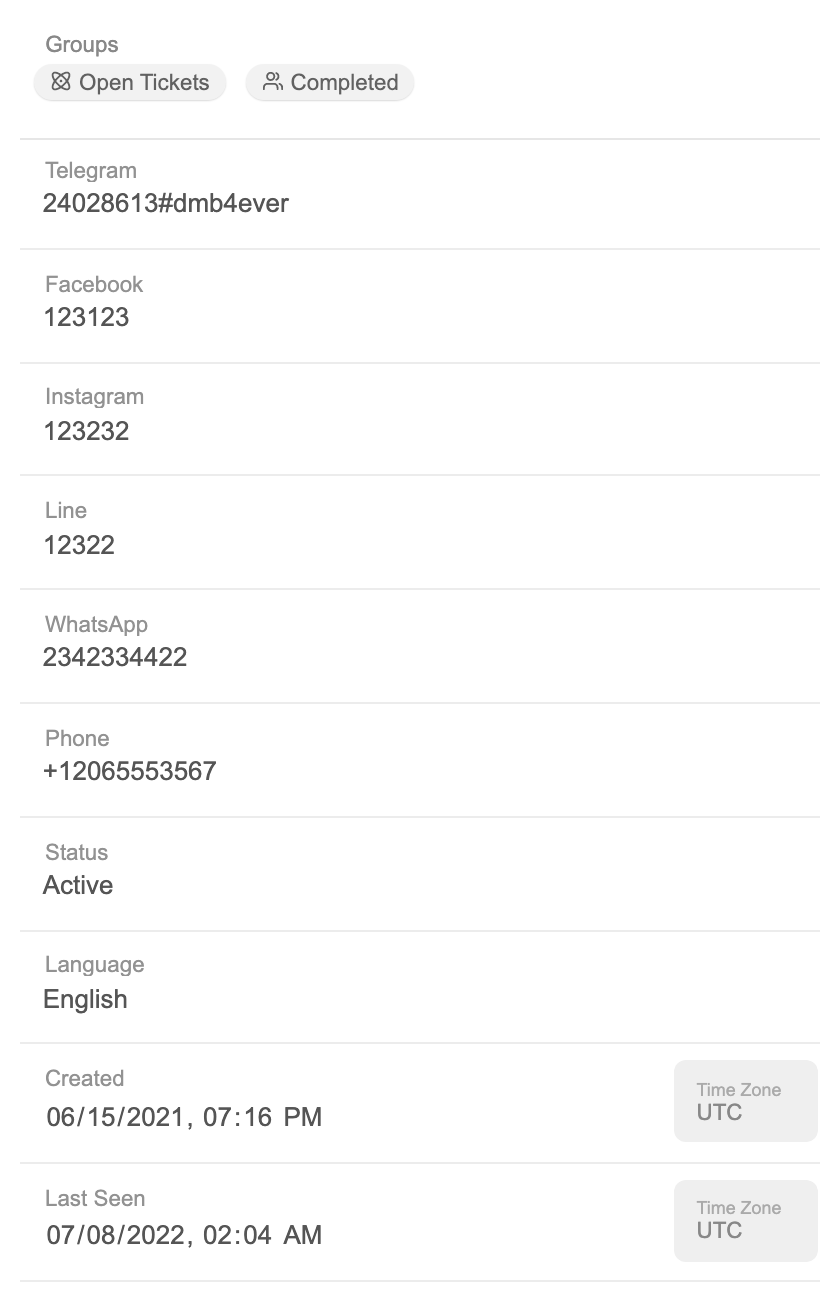 Groups
Open Tickets Completed
Telegram
24028613#dmb4ever
Facebook
123123
Instagram
123232
Line
12322
WhatsApp
2342334422
Phone
+12065553567
Status
Active
Language
English
Created
06/15/2021, 07:16 PM
Time Zone
UTC
Last Seen
07/08/2022, 02:04 AM
Time Zone
UTC